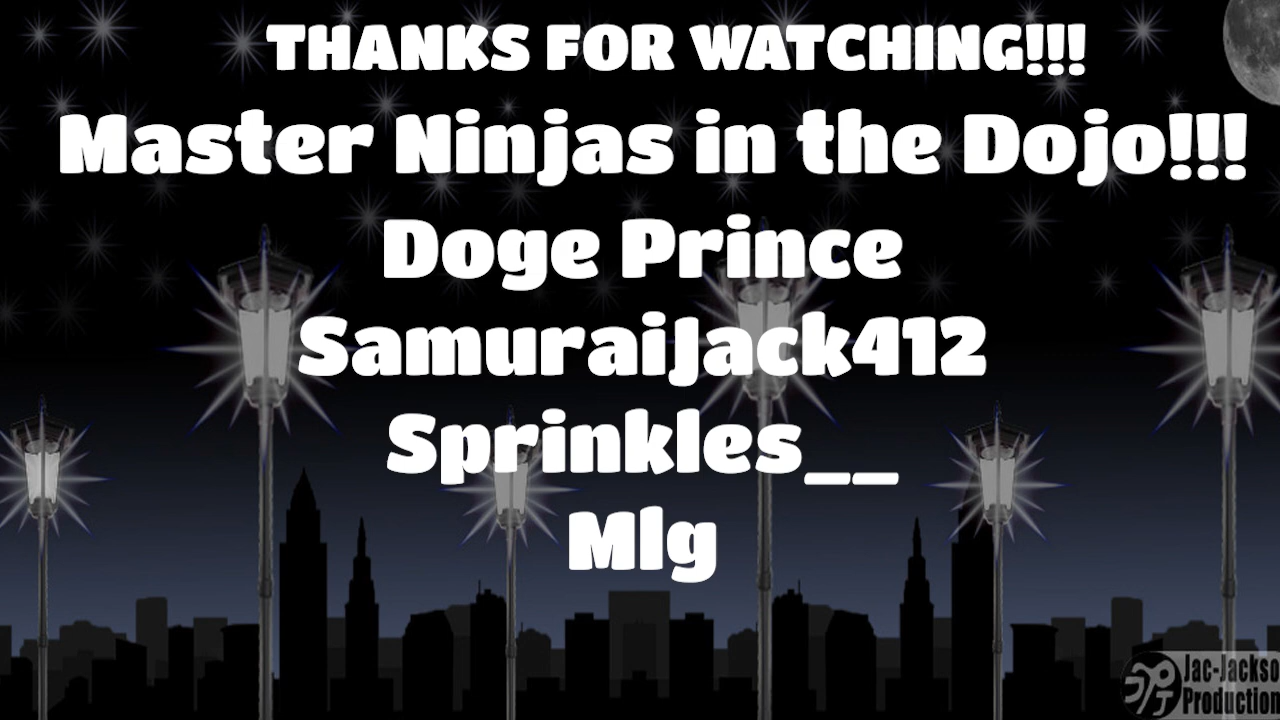 THANKS FOR WATCHING!!!
Master Ninjas in the Dojo!!!
Doge Prince
SamuraiJack412
Sprinkles__
Mlg
Jac-Jackso
Production